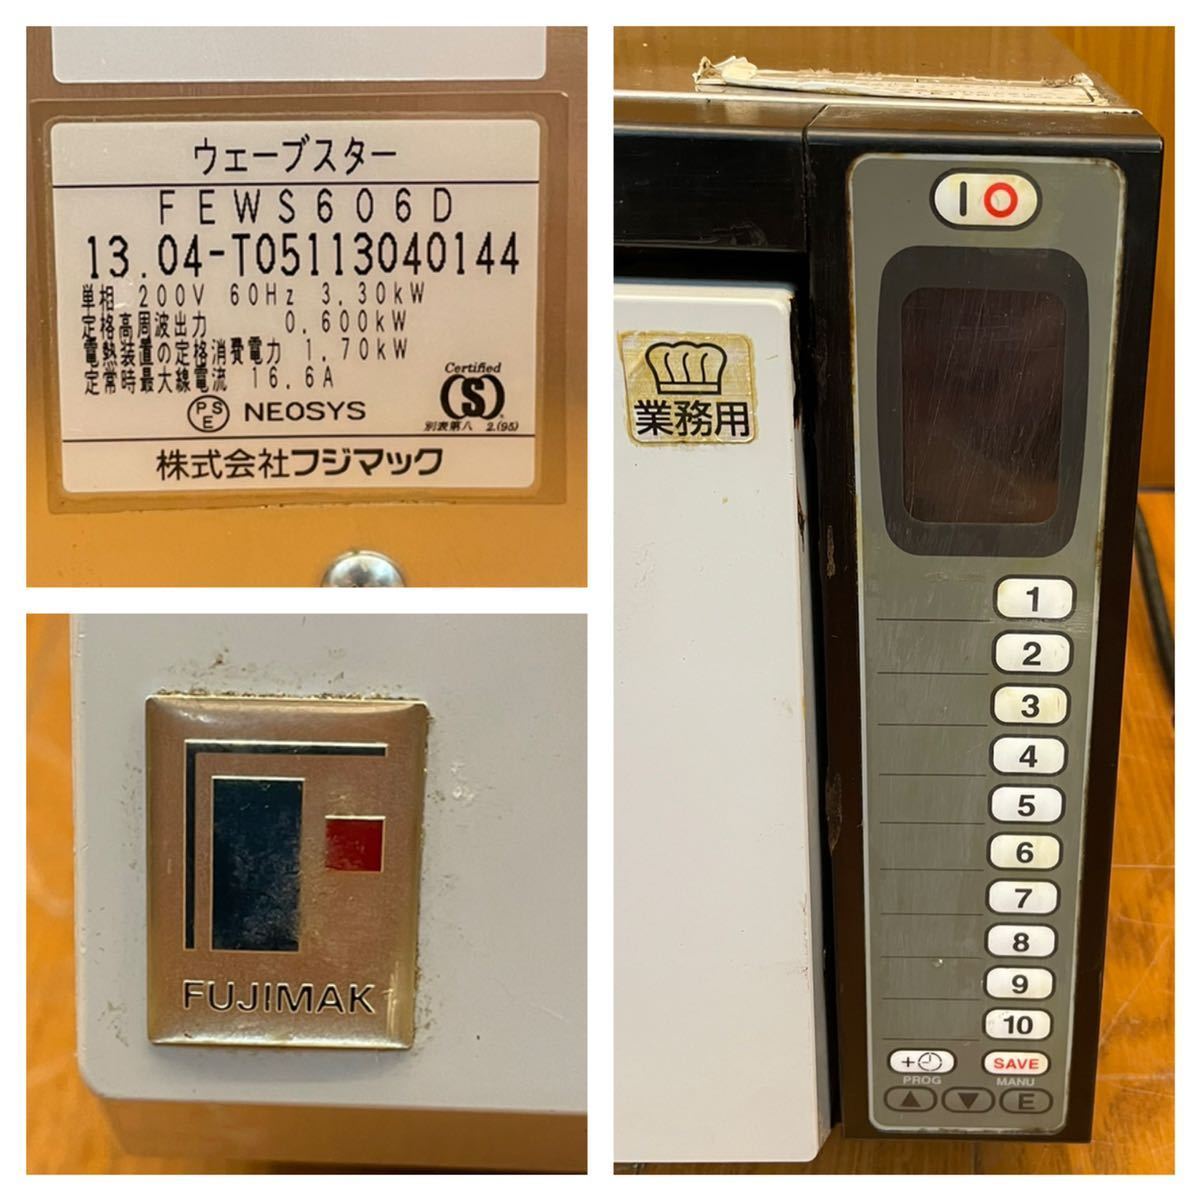 ウェーブスター
FEWS606D
13.04-T05113040144
単相 200V 60Hz 3.30kW
定格高周波出力 0.600kW
電熱装置の定格消費電力 1.70kW
定常時最大線電流 16.6A
PSE NEOSYS
Certified
S
別表第八 2.(95)
株式会社フジマック
FUJIMAK
業務用
I O
1
2
3
4
5
6
7
8
9
10
+ SAVE
PROG MANU
▲ ▼ E